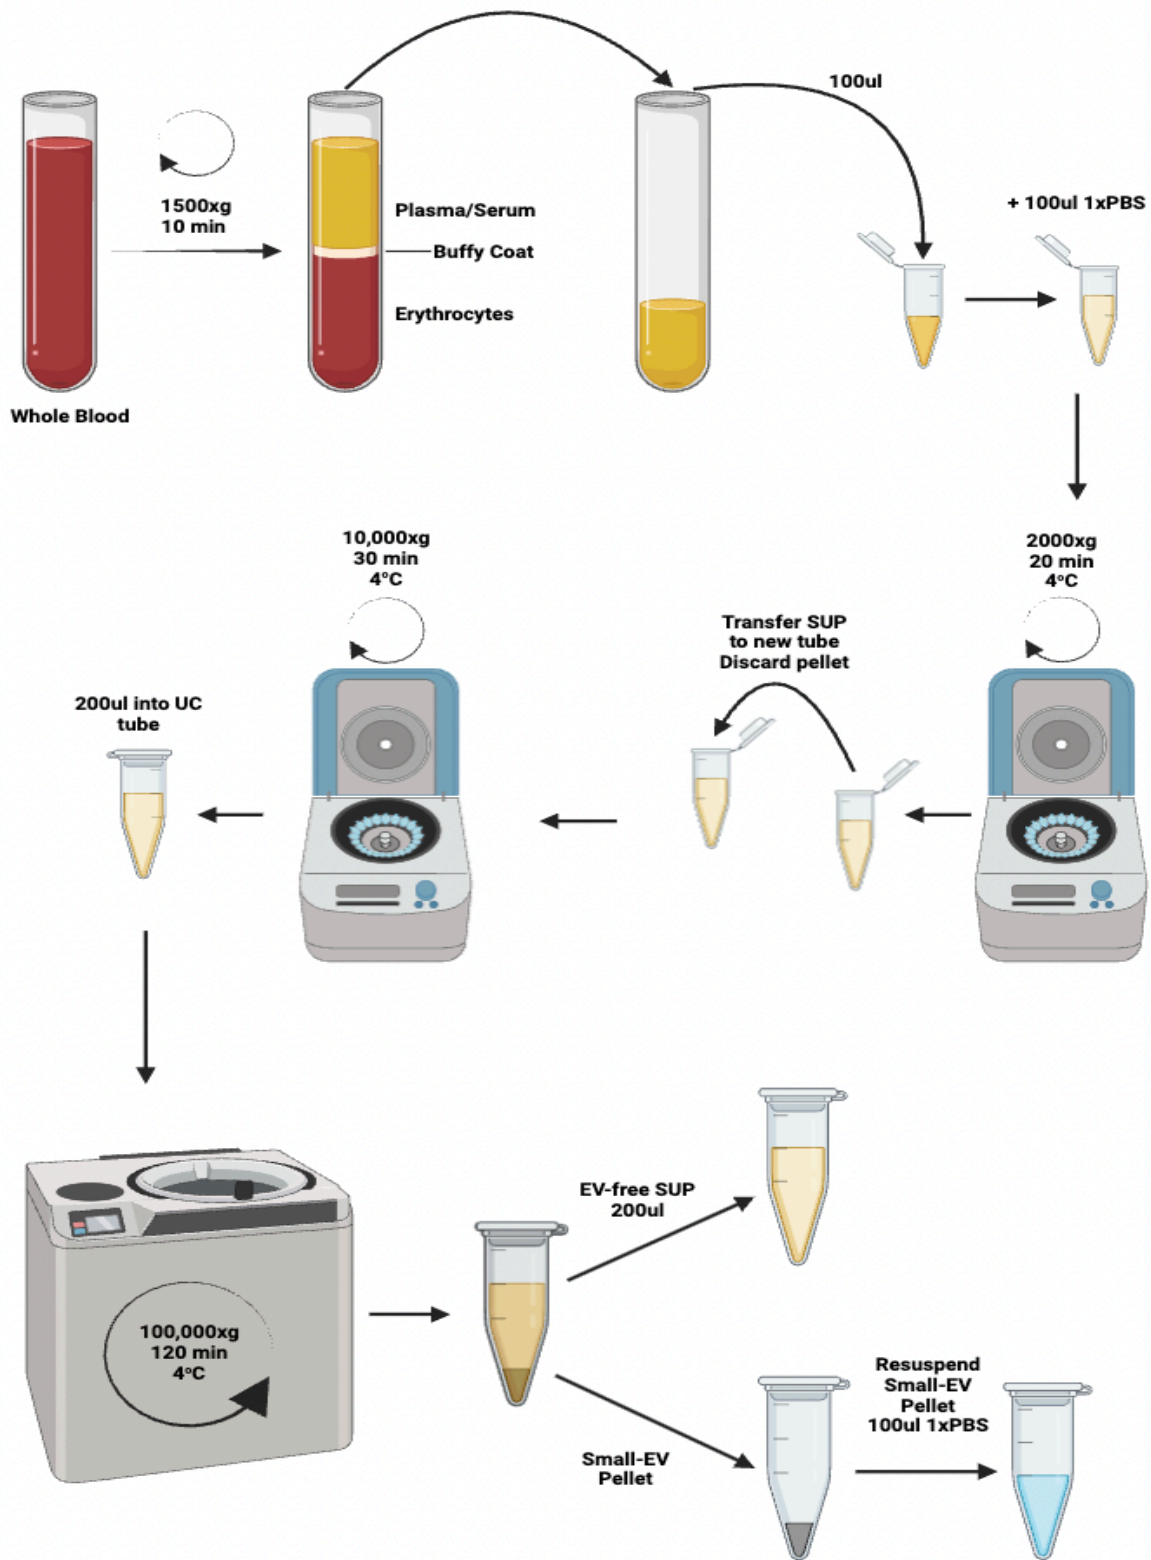 100ul
1500xg
10 min
+ 100ul 1xPBS
Plasma/Serum
Buffy Coat
Erythrocytes
Whole Blood
10,000xg
30 min
4°C
2000xg
20 min
4°C
Transfer SUP
to new tube
Discard pellet
200ul into UC
tube
EV-free SUP
200ul
100,000xg
120 min
4°C
Resuspend
Small-EV
Pellet
100ul 1xPBS
Small-EV
Pellet